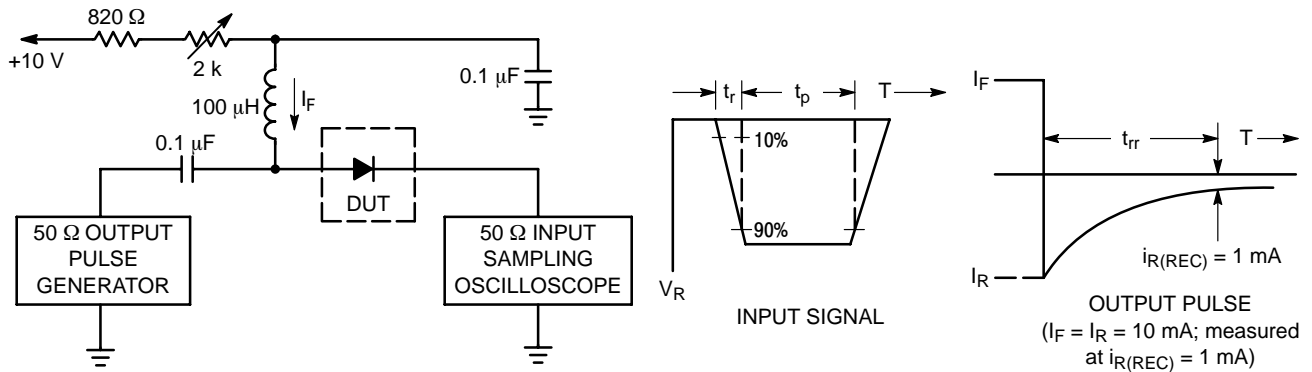 820 Ω
+10 V
2 k
100 μH
I_F
0.1 μF
0.1 μF
DUT
50 Ω OUTPUT
PULSE
GENERATOR
50 Ω INPUT
SAMPLING
OSCILLOSCOPE
t_r
t_p
T
10%
90%
V_R
INPUT SIGNAL
I_F
t_rr
T
I_R
i_R(REC) = 1 mA
OUTPUT PULSE
(I_F = I_R = 10 mA; measured
at i_R(REC) = 1 mA)